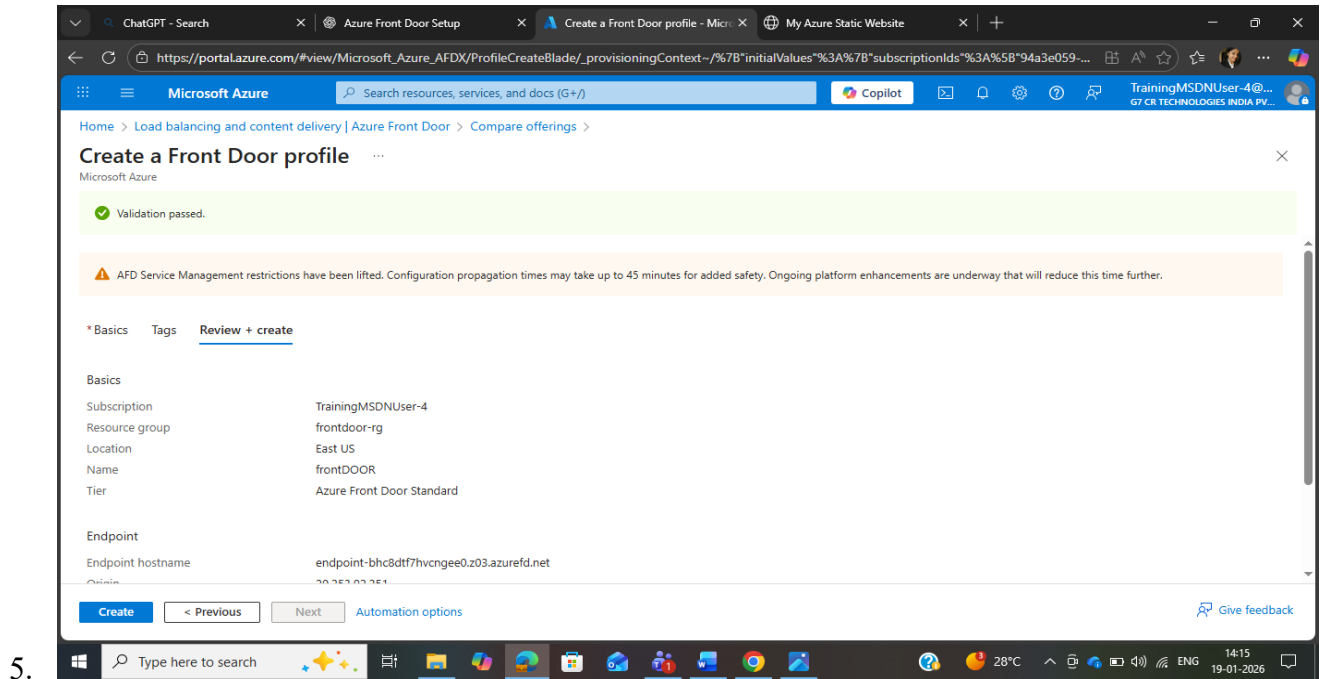 ChatGPT - Search
Azure Front Door Setup
Create a Front Door profile - Micro
My Azure Static Website
https://portal.azure.com/#view/Microsoft_Azure_AFDX/ProfileCreateBlade/_provisioningContext~/%7B"initialValues"%3A%7B"subscriptionIds"%3A%5B"94a3e059-...
Microsoft Azure
Search resources, services, and docs (G+/)
Copilot
TrainingMSDNUser-4@...
G7 CR TECHNOLOGIES INDIA PV...
Home > Load balancing and content delivery | Azure Front Door > Compare offerings >
Create a Front Door profile ...
Microsoft Azure
Validation passed.
AFD Service Management restrictions have been lifted. Configuration propagation times may take up to 45 minutes for added safety. Ongoing platform enhancements are underway that will reduce this time further.
* Basics Tags Review + create
Basics
Subscription TrainingMSDNUser-4
Resource group frontdoor-rg
Location East US
Name frontDOOR
Tier Azure Front Door Standard
Endpoint
Endpoint hostname endpoint-bhc8dtf7hvcngee0.z03.azurefd.net
Create < Previous Next Automation options Give feedback
5.
Type here to search
3
28°C
ENG
14:15
19-01-2026